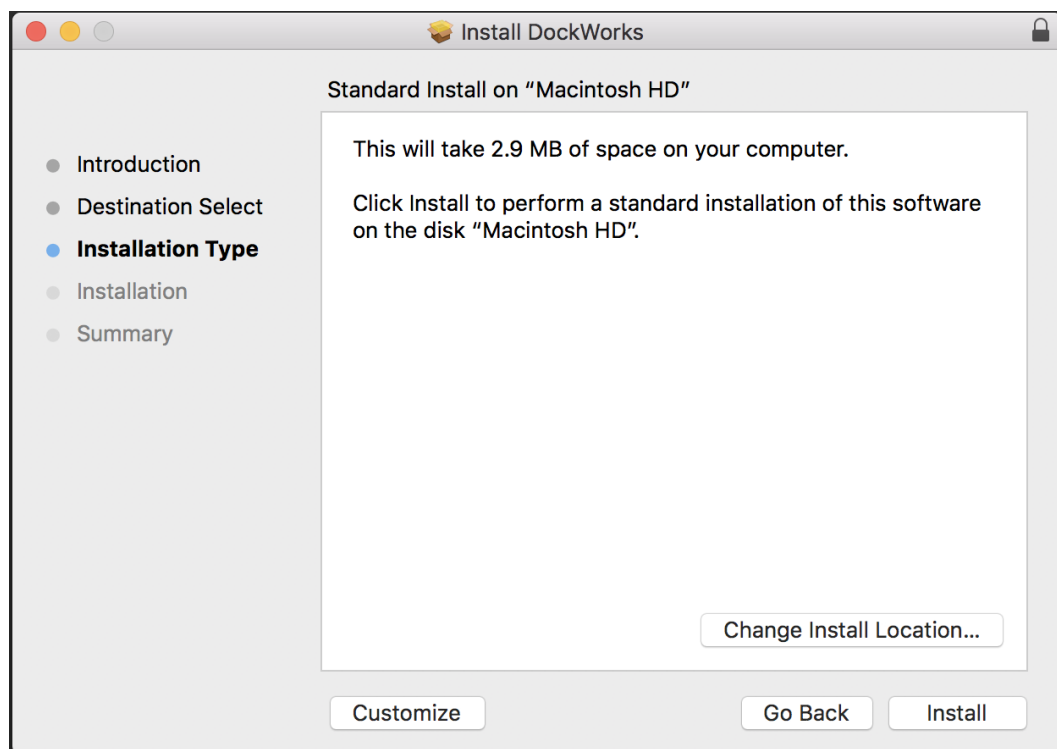 Install DockWorks
Standard Install on “Macintosh HD”
Introduction
Destination Select
Installation Type
Installation
Summary
This will take 2.9 MB of space on your computer.
Click Install to perform a standard installation of this software
on the disk “Macintosh HD”.
Change Install Location...
Customize
Go Back
Install